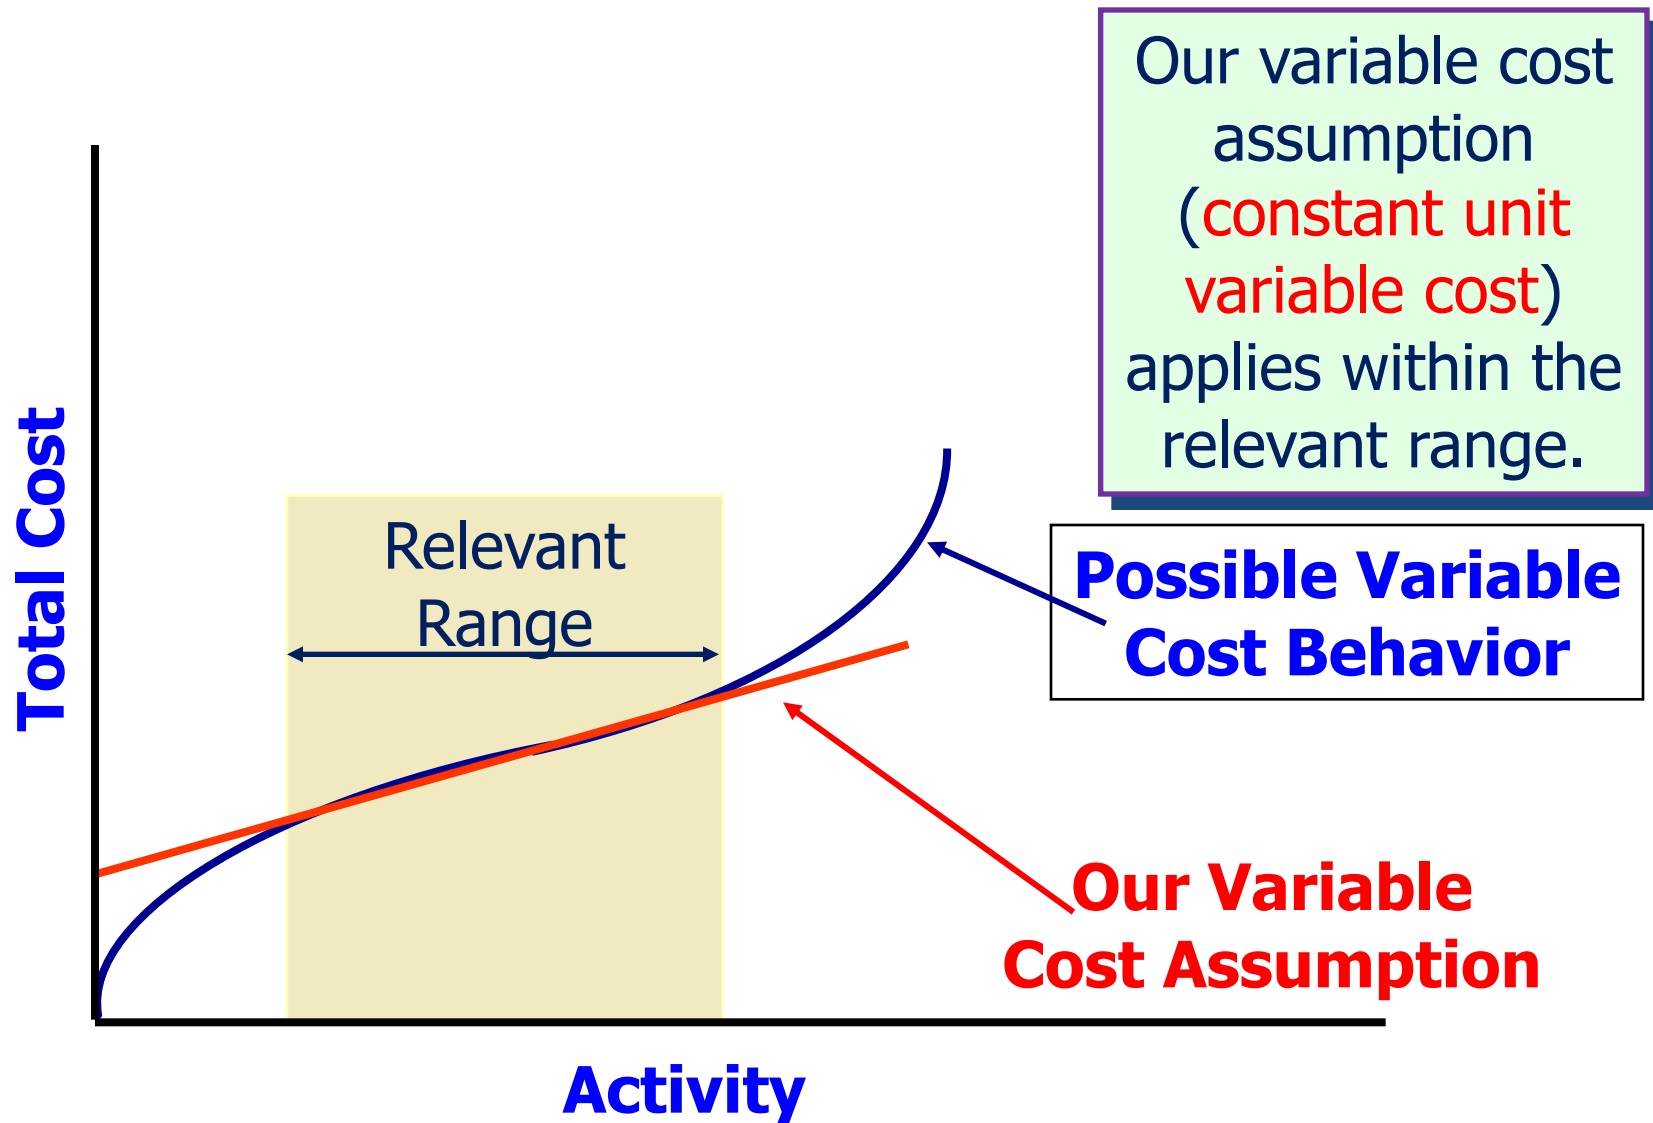 Our variable cost
assumption
(constant unit
variable cost)
applies within the
relevant range.
Total Cost
Relevant
Range
Possible Variable
Cost Behavior
Our Variable
Cost Assumption
Activity